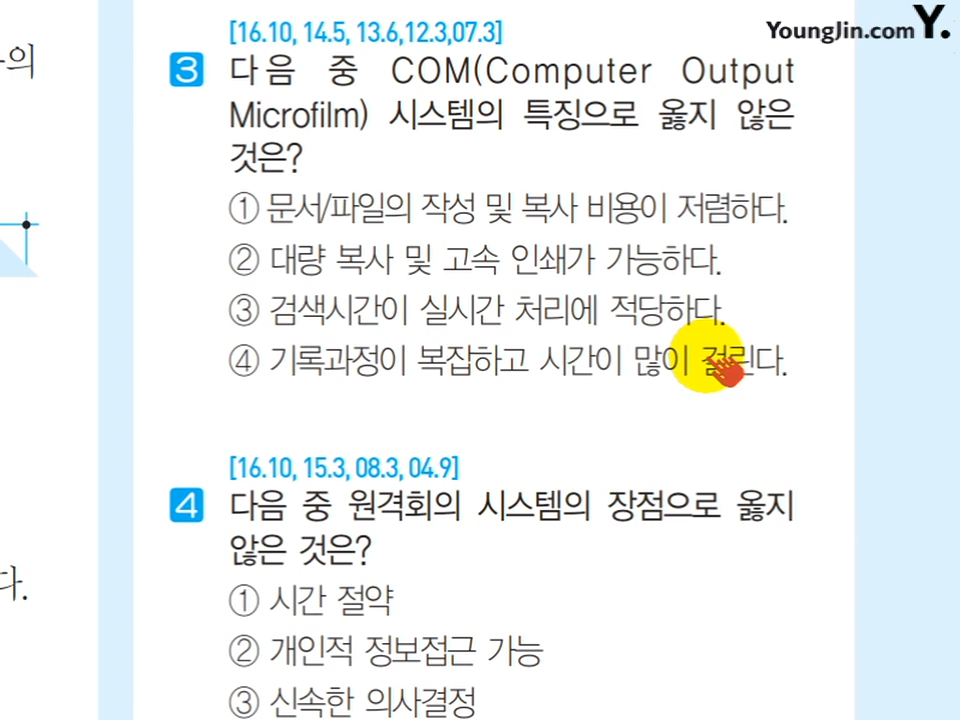 YoungJin.com Y.
[16.10, 14.5, 13.6,12.3,07.3]
3 다음 중 COM(Computer Output
Microfilm) 시스템의 특징으로 옳지 않은
것은?
① 문서/파일의 작성 및 복사 비용이 저렴하다.
② 대량 복사 및 고속 인쇄가 가능하다.
③ 검색시간이 실시간 처리에 적당하다.
④ 기록과정이 복잡하고 시간이 많이 걸린다.
[16.10, 15.3, 08.3, 04.9]
4 다음 중 원격회의 시스템의 장점으로 옳지
않은 것은?
① 시간 절약
② 개인적 정보접근 가능
③ 신속한 의사결정
의
다.